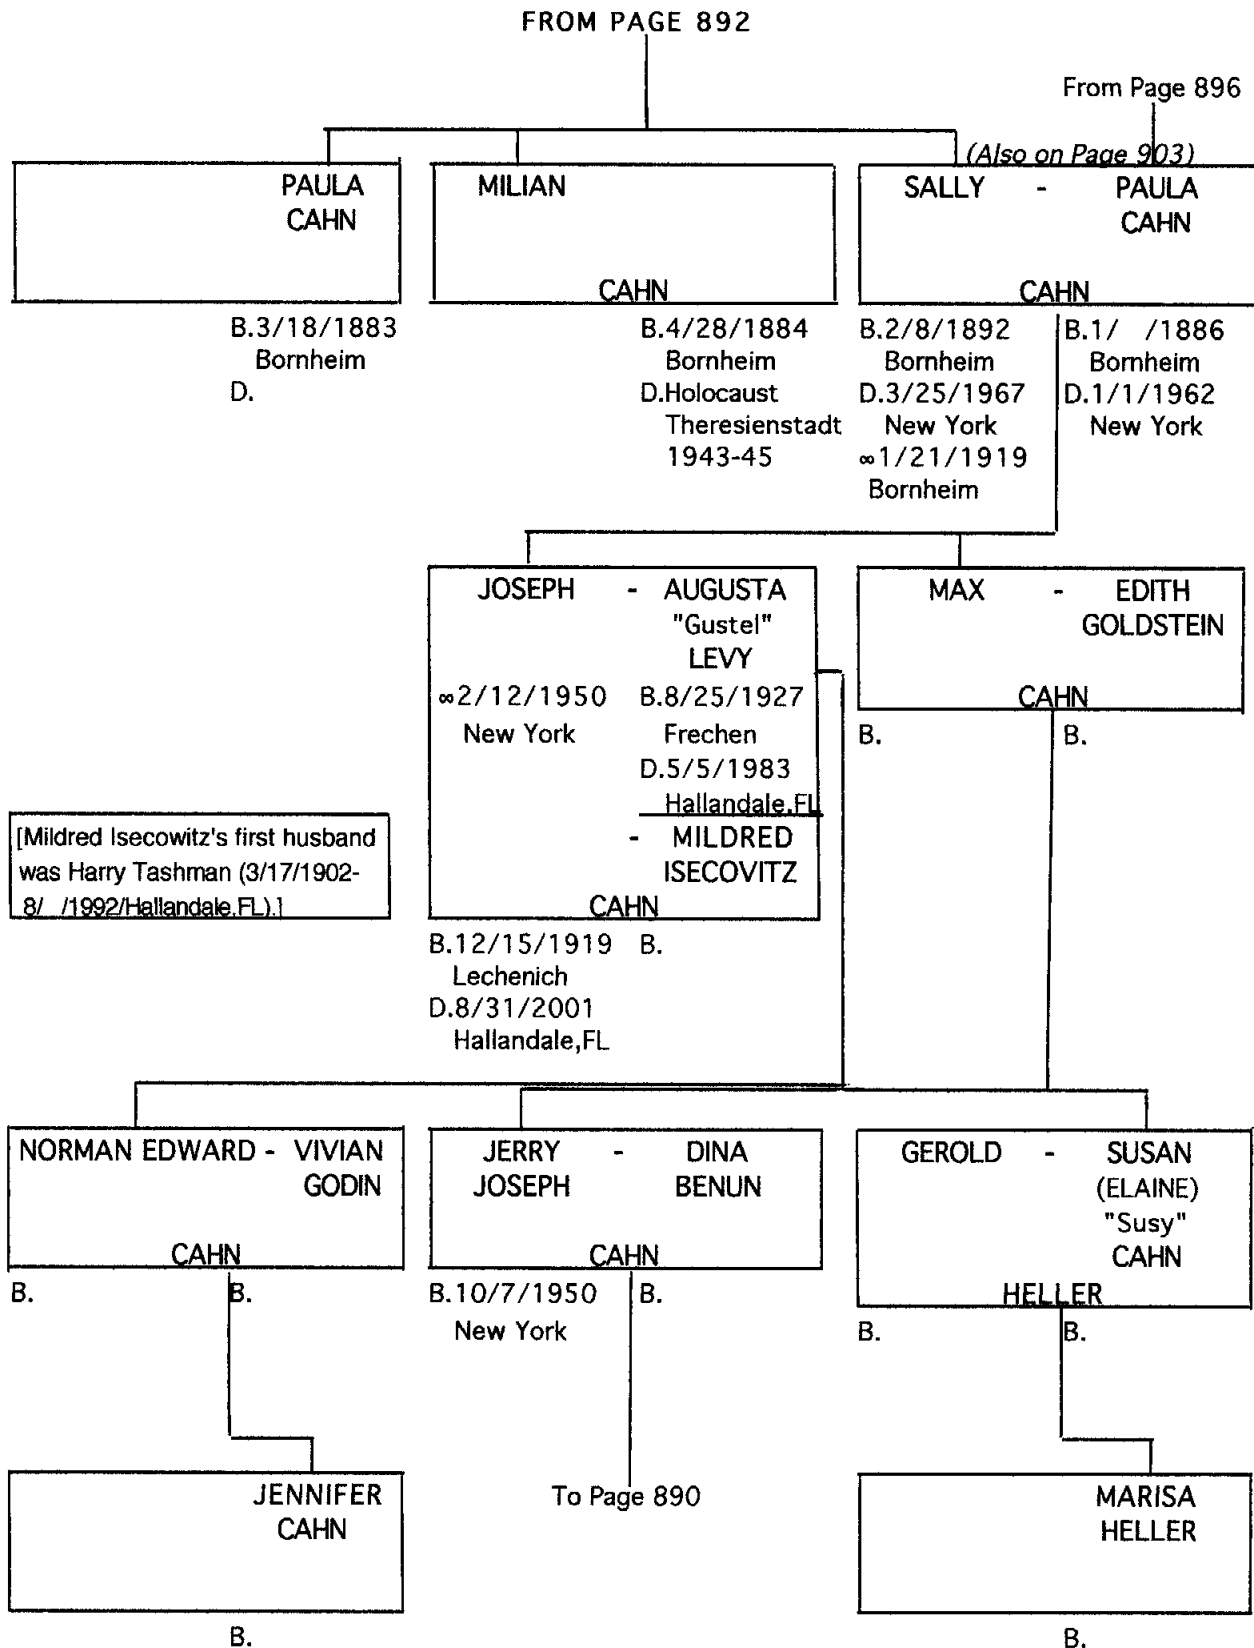 FROM PAGE 892
From Page 896
(Also on Page 903)
PAULA
CAHN
B.3/18/1883
Bornheim
D.
MILIAN
CAHN
B.4/28/1884
Bornheim
D.Holocaust
Theresienstadt
1943-45
SALLY - PAULA
CAHN
CAHN
B.2/8/1892 B.1/ /1886
Bornheim Bornheim
D.3/25/1967 D.1/1/1962
New York New York
∞1/21/1919
Bornheim
JOSEPH - AUGUSTA
"Gustel"
LEVY
∞2/12/1950 B.8/25/1927
New York Frechen
D.5/5/1983
Hallandale,FL
- MILDRED
ISECOVITZ
CAHN
B.12/15/1919 B.
Lechenich
D.8/31/2001
Hallandale,FL
MAX - EDITH
GOLDSTEIN
CAHN
B. B.
[Mildred Isecowitz's first husband
was Harry Tashman (3/17/1902-
8/ /1992/Hallandale,FL).]
NORMAN EDWARD - VIVIAN
GODIN
CAHN
B. B.
JERRY - DINA
JOSEPH BENUN
CAHN
B.10/7/1950 B.
New York
GEROLD - SUSAN
(ELAINE)
"Susy"
CAHN
HELLER
B. B.
JENNIFER
CAHN
B.
To Page 890
MARISA
HELLER
B.